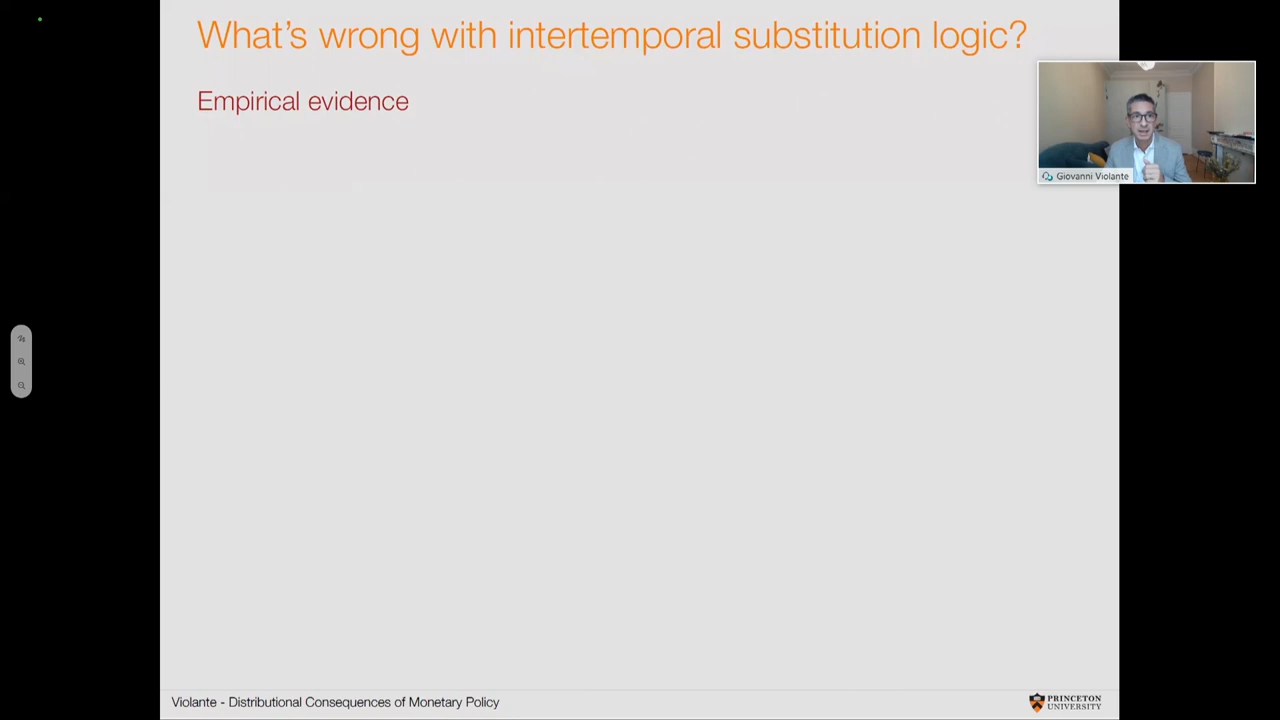 What's wrong with intertemporal substitution logic?
Empirical evidence
Giovanni Violante
Violante - Distributional Consequences of Monetary Policy
PRINCETON
UNIVERSITY